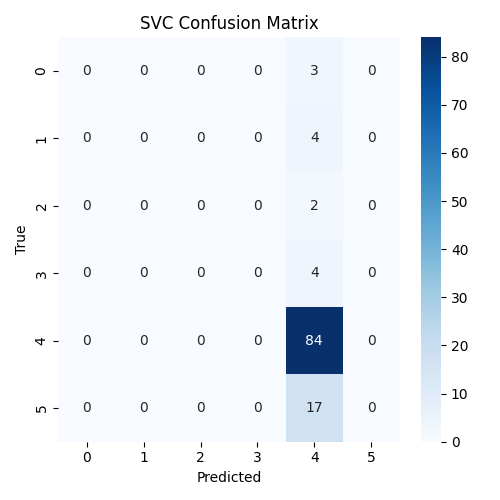 SVC Confusion Matrix
0 0 0 0 0 3 0
1 0 0 0 0 4 0
2 0 0 0 0 2 0
3 0 0 0 0 4 0
4 0 0 0 0 84 0
5 0 0 0 0 17 0
0 1 2 3 4 5
True
Predicted
80
70
60
50
40
30
20
10
0